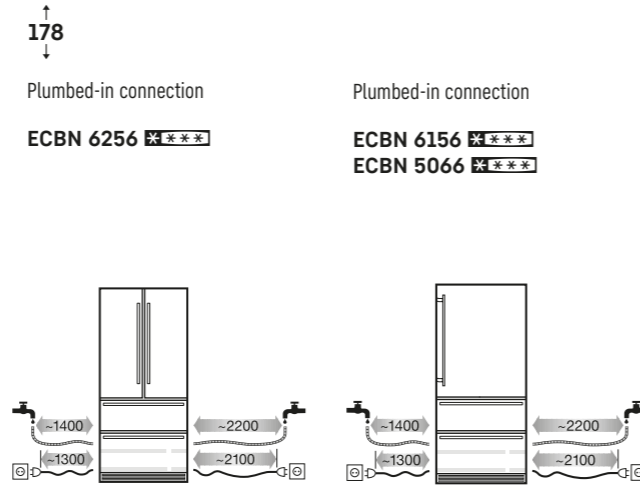 178
Plumbed-in connection
ECBN 6256
Plumbed-in connection
ECBN 6156
ECBN 5066
~1400
~2200
~1300
~2100
~1400
~2200
~1300
~2100